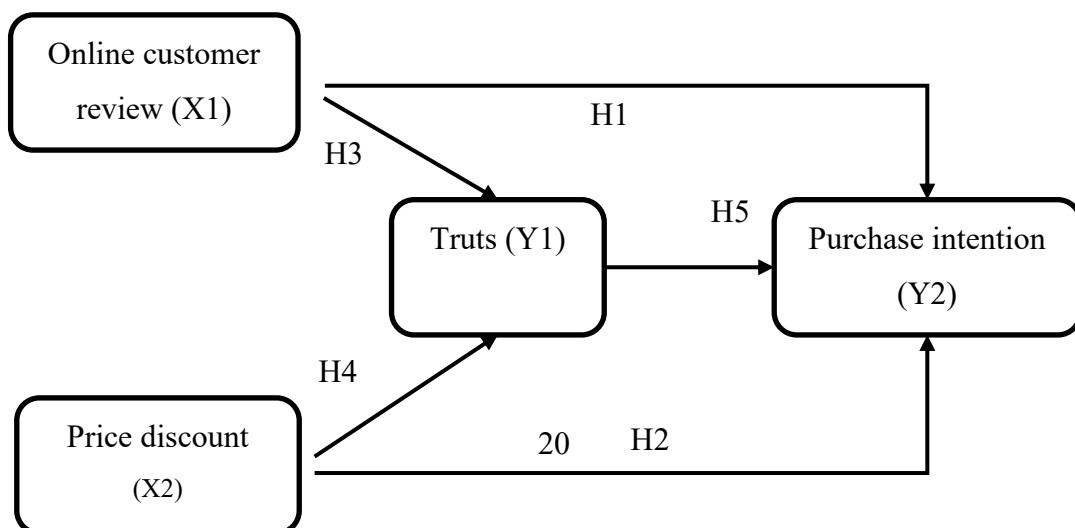 Online customer
review (X1)
H1
H3
H5
Truts (Y1)
Purchase intention
(Y2)
H4
Price discount
(X2)
20
H2